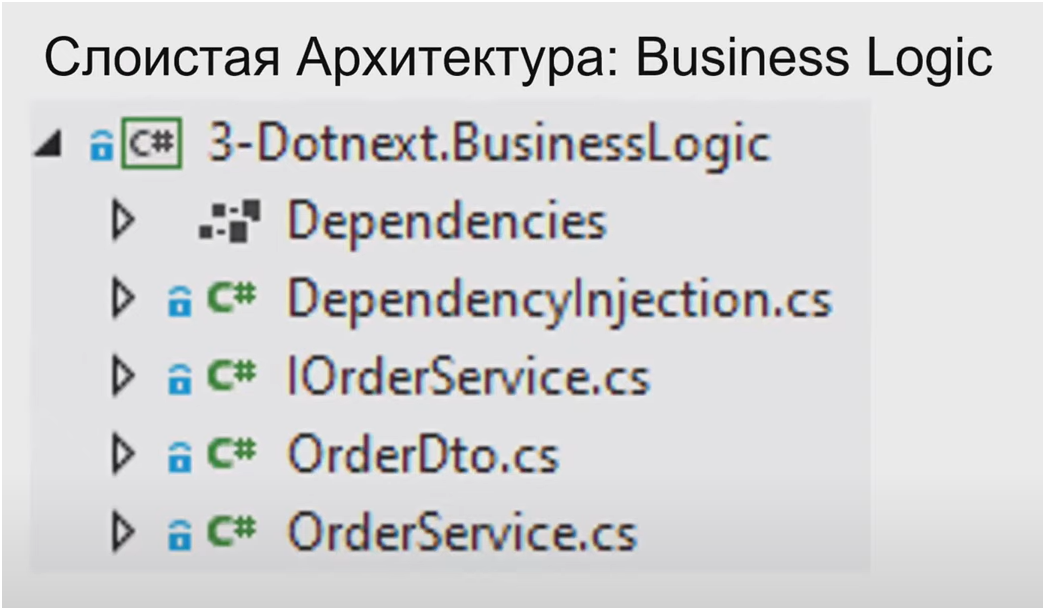 Слоистая Архитектура: Business Logic
C# 3-Dotnext.BusinessLogic
Dependencies
C# DependencyInjection.cs
C# IOrderService.cs
C# OrderDto.cs
C# OrderService.cs